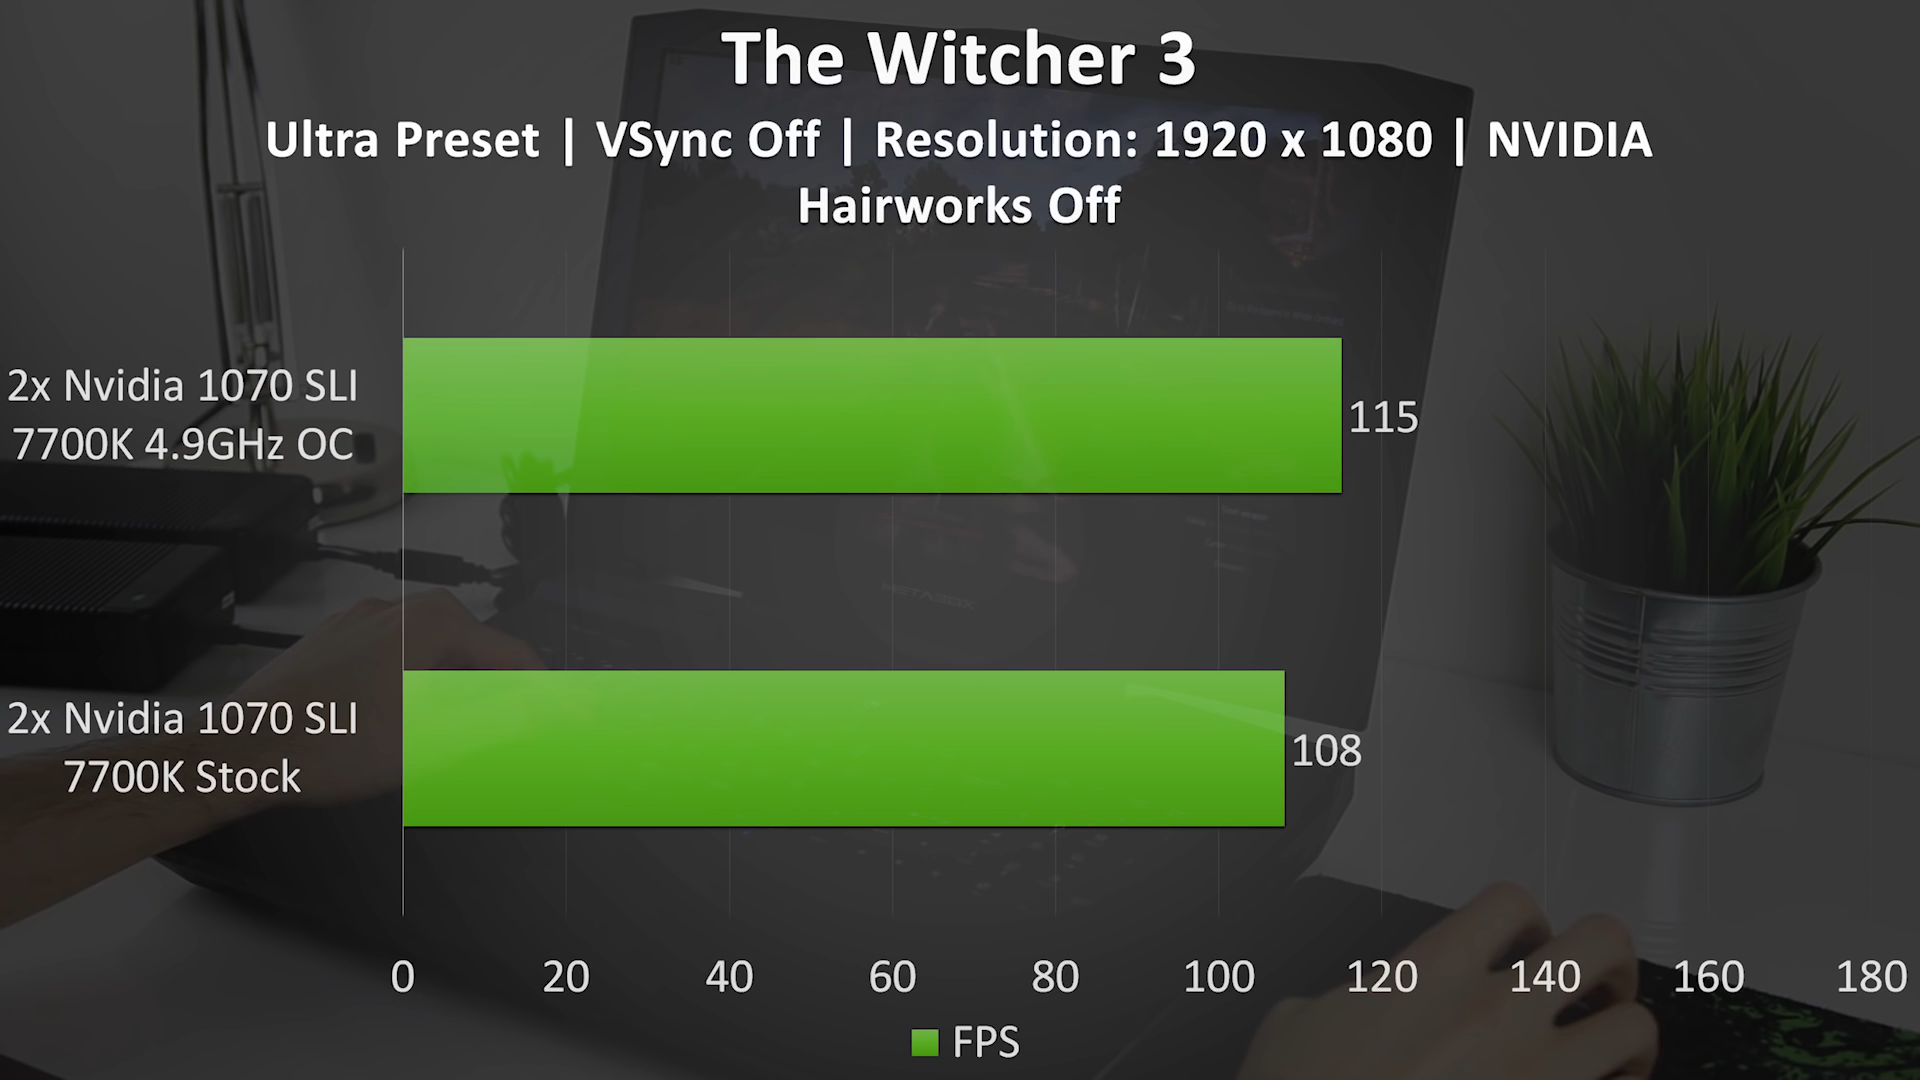 The Witcher 3
Ultra Preset | VSync Off | Resolution: 1920 x 1080 | NVIDIA
Hairworks Off
2x Nvidia 1070 SLI
7700K 4.9GHz OC
115
2x Nvidia 1070 SLI
7700K Stock
108
0 20 40 60 80 100 120 140 160 180
FPS
METABOX